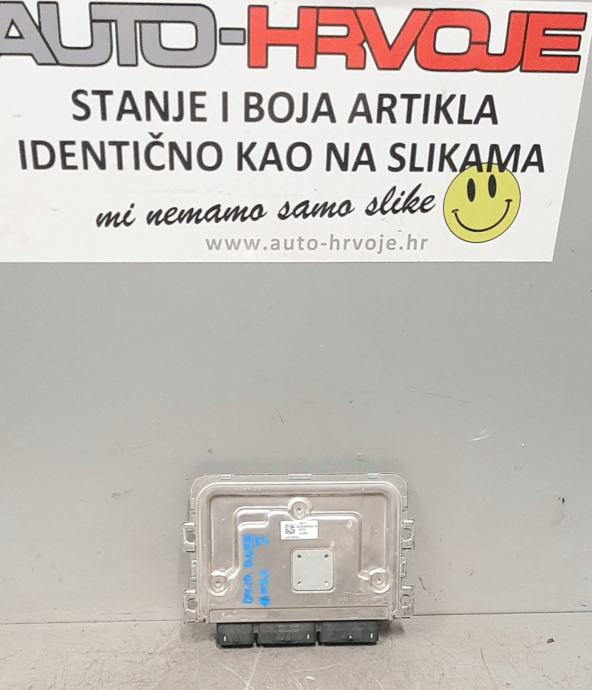 AUTO-HRVOJE
STANJE I BOJA ARTIKLA
IDENTIČNO KAO NA SLIKAMA
mi nemamo samo slike
www.auto-hrvoje.hr